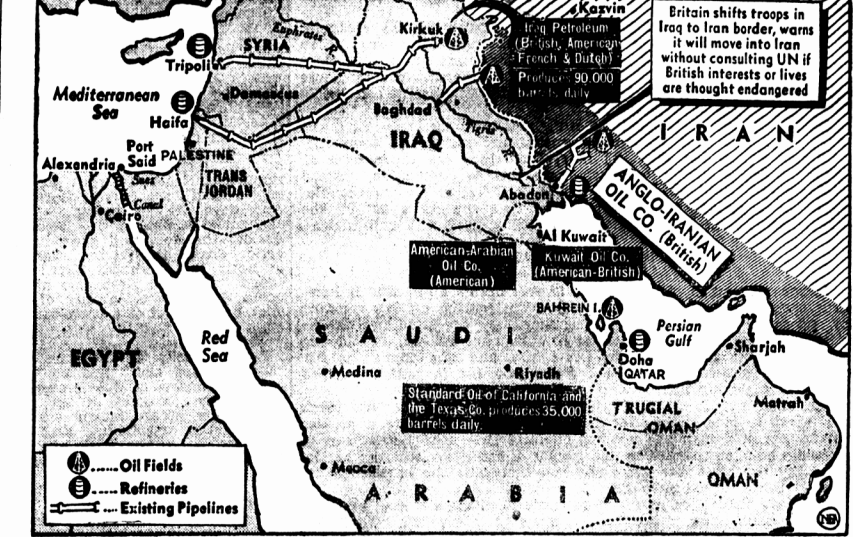 Kazvin
Britain shifts troops in
Iraq to Iran border, warns
it will move into Iran
without consulting UN if
British interests or lives
are thought endangered
Iraq Petroleum
(British, American
French & Dutch)
Produces 90.000
barrels daily
Euphrates R.
Kirkuk
SYRIA
Tripoli
Mediterranean
Sea
Damascus
Haifa
Baghdad
Tigris R.
IRAQ
IRAN
Port
Said
PALESTINE
Alexandria
Suez
Canal
TRANS
JORDAN
Cairo
Abadan
ANGLO-IRANIAN
OIL CO. (British)
Al Kuwait
American-Arabian
Oil Co.
(American)
Kuwait Oil Co.
(American-British)
BAHREIN I.
Persian
Gulf
Red
Sea
SAUDI
EGYPT
Doha
QATAR
Sharjah
Medina
Riyadh
Standard Oil of California and
the Texas Co. produces 35.000
barrels daily.
TRUCIAL
OMAN
Matrah
Mecca
OMAN
ARABIA
Oil Fields
Refineries
Existing Pipelines